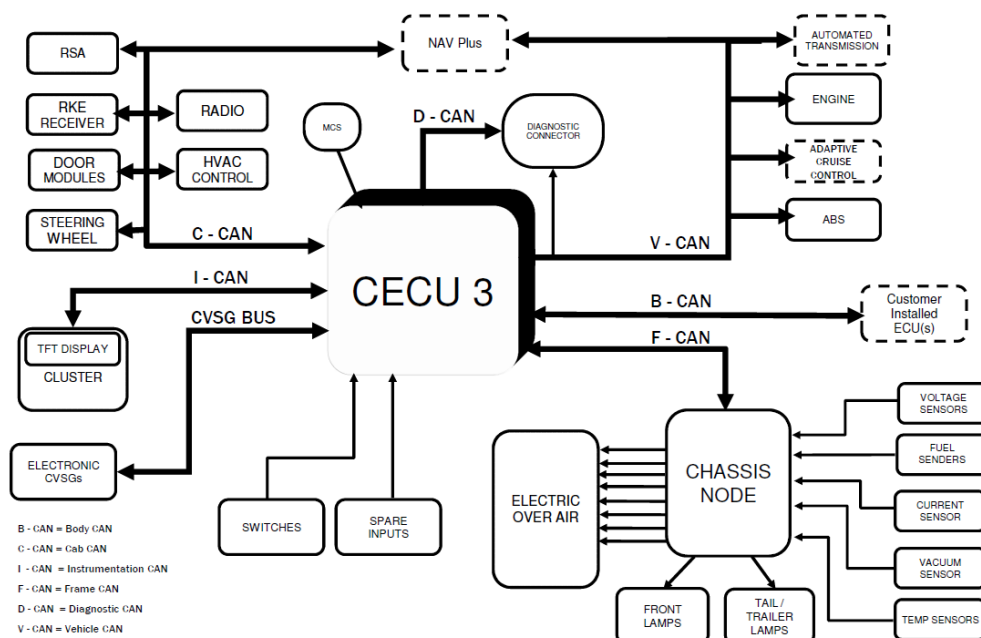 RSA
NAV Plus
AUTOMATED
TRANSMISSION
RKE
RECEIVER
RADIO
MCS
D - CAN
DIAGNOSTIC
CONNECTOR
ENGINE
DOOR
MODULES
HVAC
CONTROL
ADAPTIVE
CRUISE
CONTROL
STEERING
WHEEL
ABS
C - CAN
V - CAN
I - CAN
CECU 3
B - CAN
Customer
Installed
ECU(s)
CVSG BUS
F - CAN
TFT DISPLAY
CLUSTER
VOLTAGE
SENSORS
FUEL
SENDERS
ELECTRONIC
CVSGs
ELECTRIC
OVER AIR
CHASSIS
NODE
CURRENT
SENSOR
SWITCHES
SPARE
INPUTS
VACUUM
SENSOR
FRONT
LAMPS
TAIL /
TRAILER
LAMPS
TEMP SENSORS
B - CAN = Body CAN
C - CAN = Cab CAN
I - CAN = Instrumentation CAN
F - CAN = Frame CAN
D - CAN = Diagnostic CAN
V - CAN = Vehicle CAN